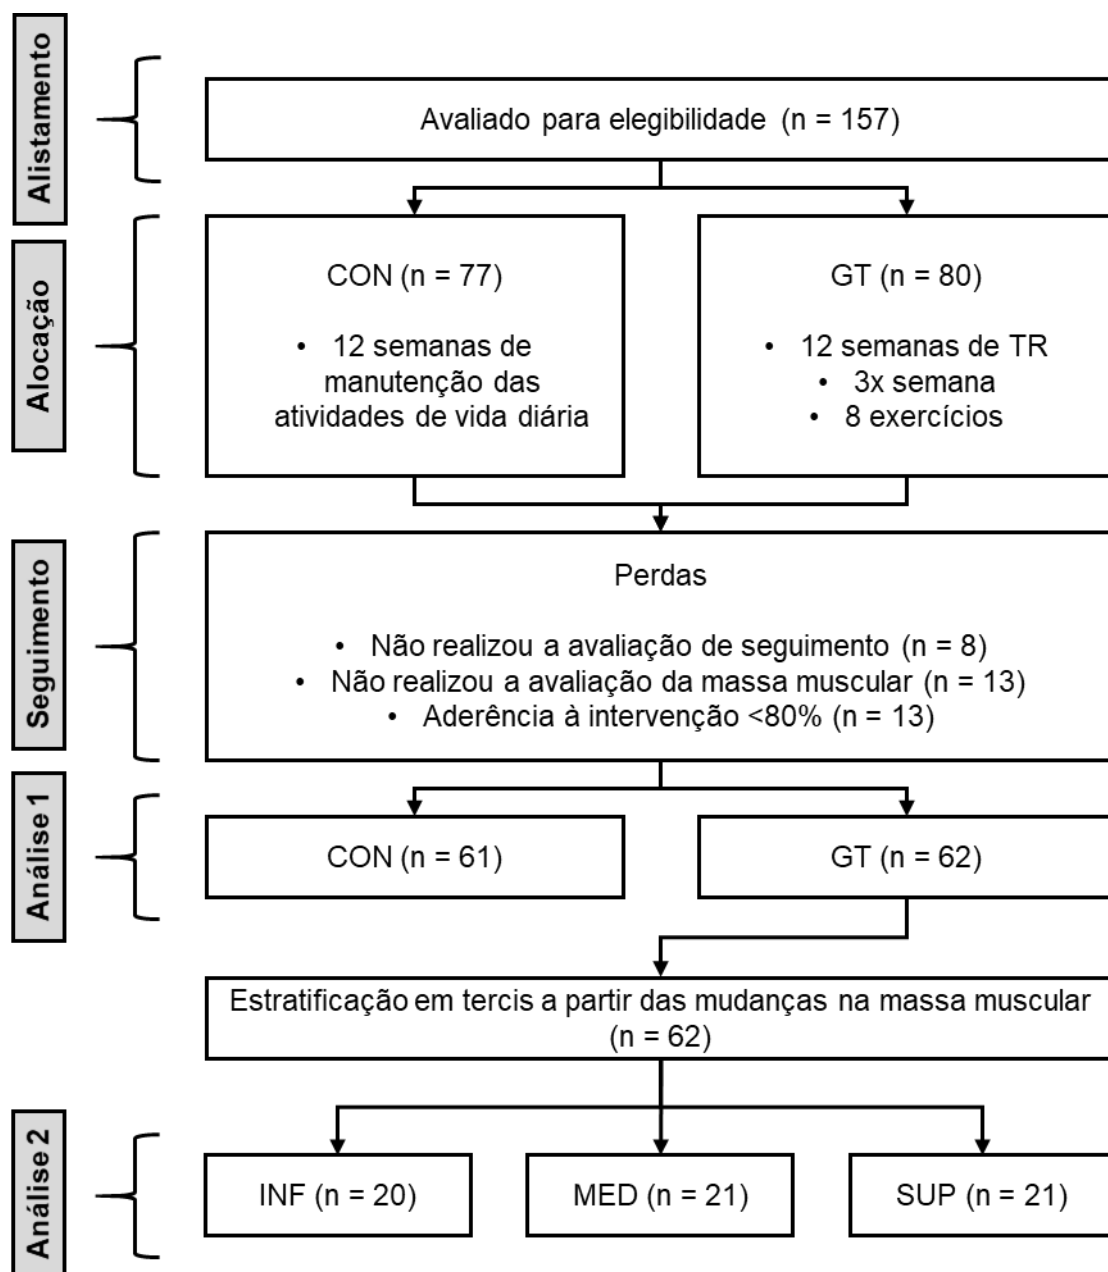 Alistamento
Avaliado para elegibilidade (n = 157)
Alocação
CON (n = 77)
• 12 semanas de
manutenção das
atividades de vida diária
GT (n = 80)
• 12 semanas de TR
• 3x semana
• 8 exercícios
Seguimento
Perdas
• Não realizou a avaliação de seguimento (n = 8)
• Não realizou a avaliação da massa muscular (n = 13)
• Aderência à intervenção <80% (n = 13)
Análise 1
CON (n = 61)
GT (n = 62)
Estratificação em tercis a partir das mudanças na massa muscular
(n = 62)
Análise 2
INF (n = 20)
MED (n = 21)
SUP (n = 21)